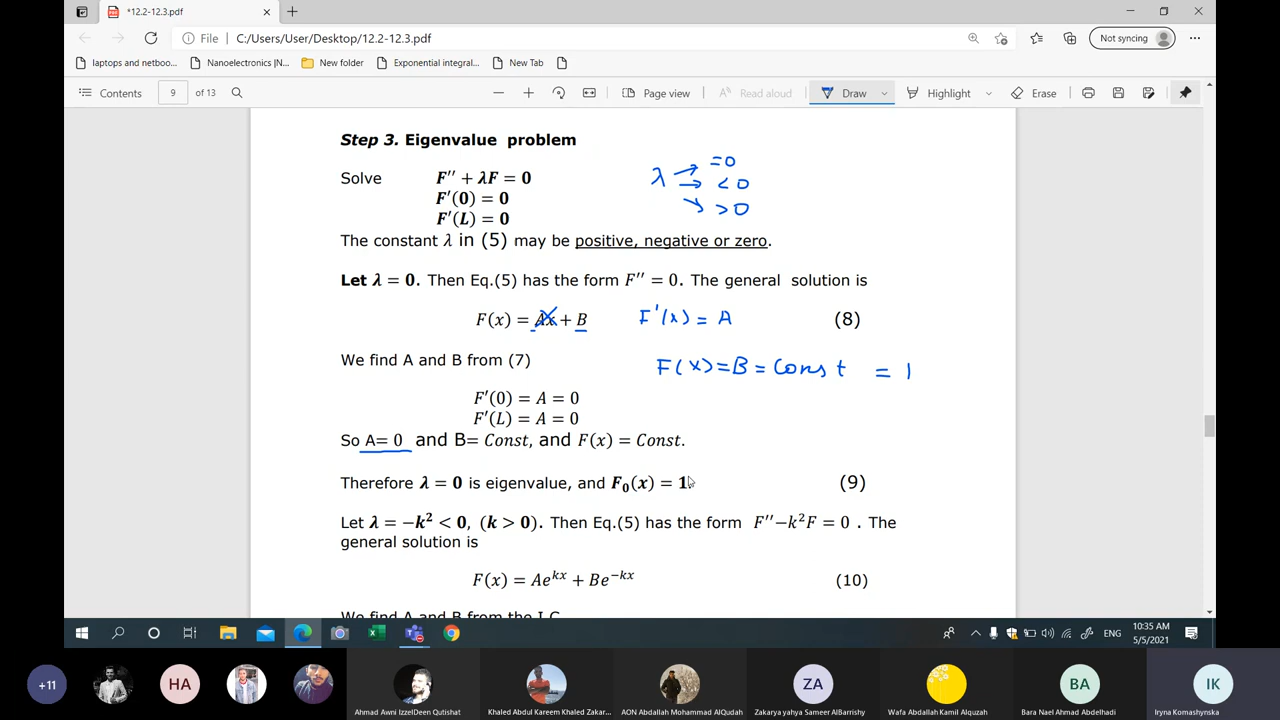 *12.2-12.3.pdf
File C:/Users/User/Desktop/12.2-12.3.pdf Not syncing
laptops and netboo... Nanoelectronics |N... New folder Exponential integral... New Tab
Contents 9 of 13 Page view Read aloud Draw Highlight Erase
Step 3. Eigenvalue problem
λ → =0
→ < 0
→ > 0
Solve F′′ + λF = 0
F′(0) = 0
F′(L) = 0
The constant λ in (5) may be positive, negative or zero.
Let λ = 0. Then Eq.(5) has the form F′′ = 0. The general solution is
F(x) = Ax + B F'(x) = A (8)
We find A and B from (7)
F(x) = B = Const = 1
F′(0) = A = 0
F′(L) = A = 0
So A= 0 and B= Const, and F(x) = Const.
Therefore λ = 0 is eigenvalue, and F₀(x) = 1 (9)
Let λ = −k² < 0, (k > 0). Then Eq.(5) has the form F′′−k²F = 0 . The
general solution is
F(x) = Ae^{kx} + Be^{−kx} (10)
We find A and B from the I.C.
ENG 10:35 AM
5/5/2021
+11 HA ZA BA IK
Ahmad Awni IzzelDeen Qutishat Khaled Abdul Kareem Khaled Zakar... AON Abdallah Mohammad AlQudah Zakarya yahya Sameer AlBarrishy Wafa Abdallah Kamil Alquzah Bara Nael Ahmad Abdelhadi Iryna Komashynska